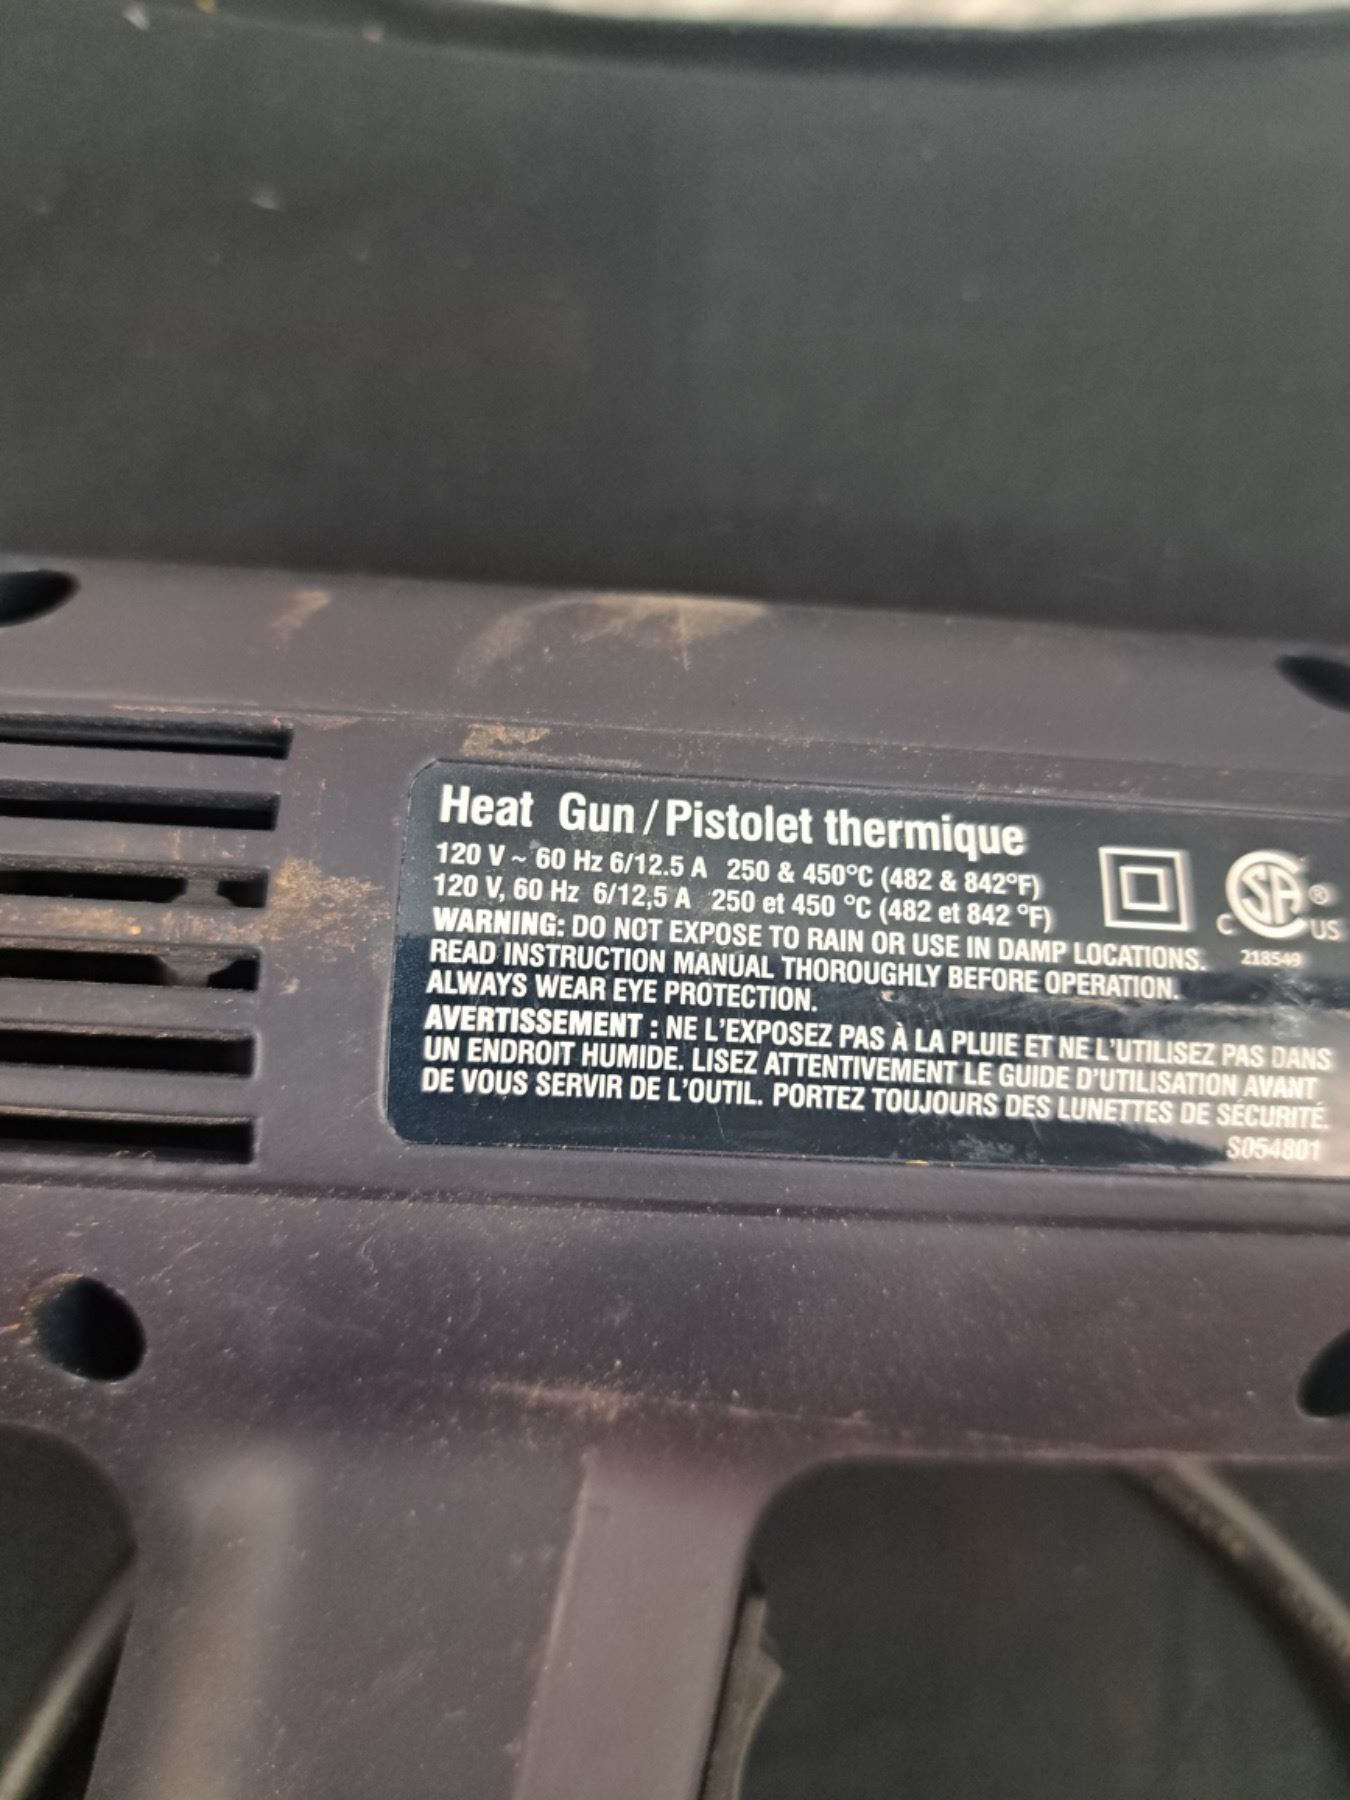 Heat Gun / Pistolet thermique
120 V ~ 60 Hz 6/12.5 A 250 & 450°C (482 & 842°F)
120 V, 60 Hz 6/12,5 A 250 et 450 °C (482 et 842 °F)
WARNING: DO NOT EXPOSE TO RAIN OR USE IN DAMP LOCATIONS.
READ INSTRUCTION MANUAL THOROUGHLY BEFORE OPERATION.
ALWAYS WEAR EYE PROTECTION.
AVERTISSEMENT : NE L'EXPOSEZ PAS À LA PLUIE ET NE L'UTILISEZ PAS DANS
UN ENDROIT HUMIDE. LISEZ ATTENTIVEMENT LE GUIDE D'UTILISATION AVANT
DE VOUS SERVIR DE L'OUTIL. PORTEZ TOUJOURS DES LUNETTES DE SÉCURITÉ.
C SA ® US
218549
S054801